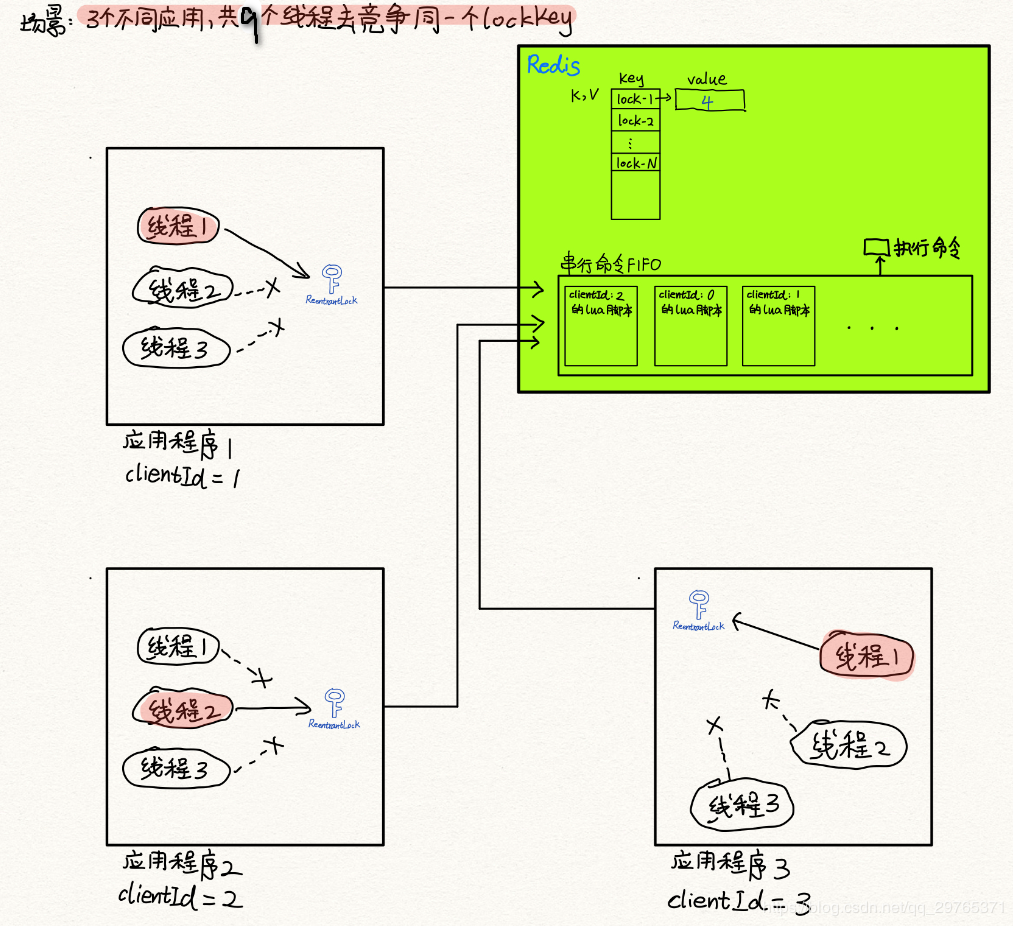 场景: 3个不同应用,共9个线程去竞争同一个lockKey
Redis
key
value
K,V
lock-1
4
lock-2
⋮
lock-N
执行命令
串行命令FIFO
clientId: 2
的lua脚本
clientId: 0
的lua脚本
clientId: 1
的lua脚本
. . .
线程1
线程2
线程3
ReentrantLock
应用程序1
clientId = 1
线程1
线程2
线程3
ReentrantLock
应用程序2
clientId = 2
ReentrantLock
线程1
线程2
线程3
应用程序3
clientId = 3
https://blog.csdn.net/qq_29765371